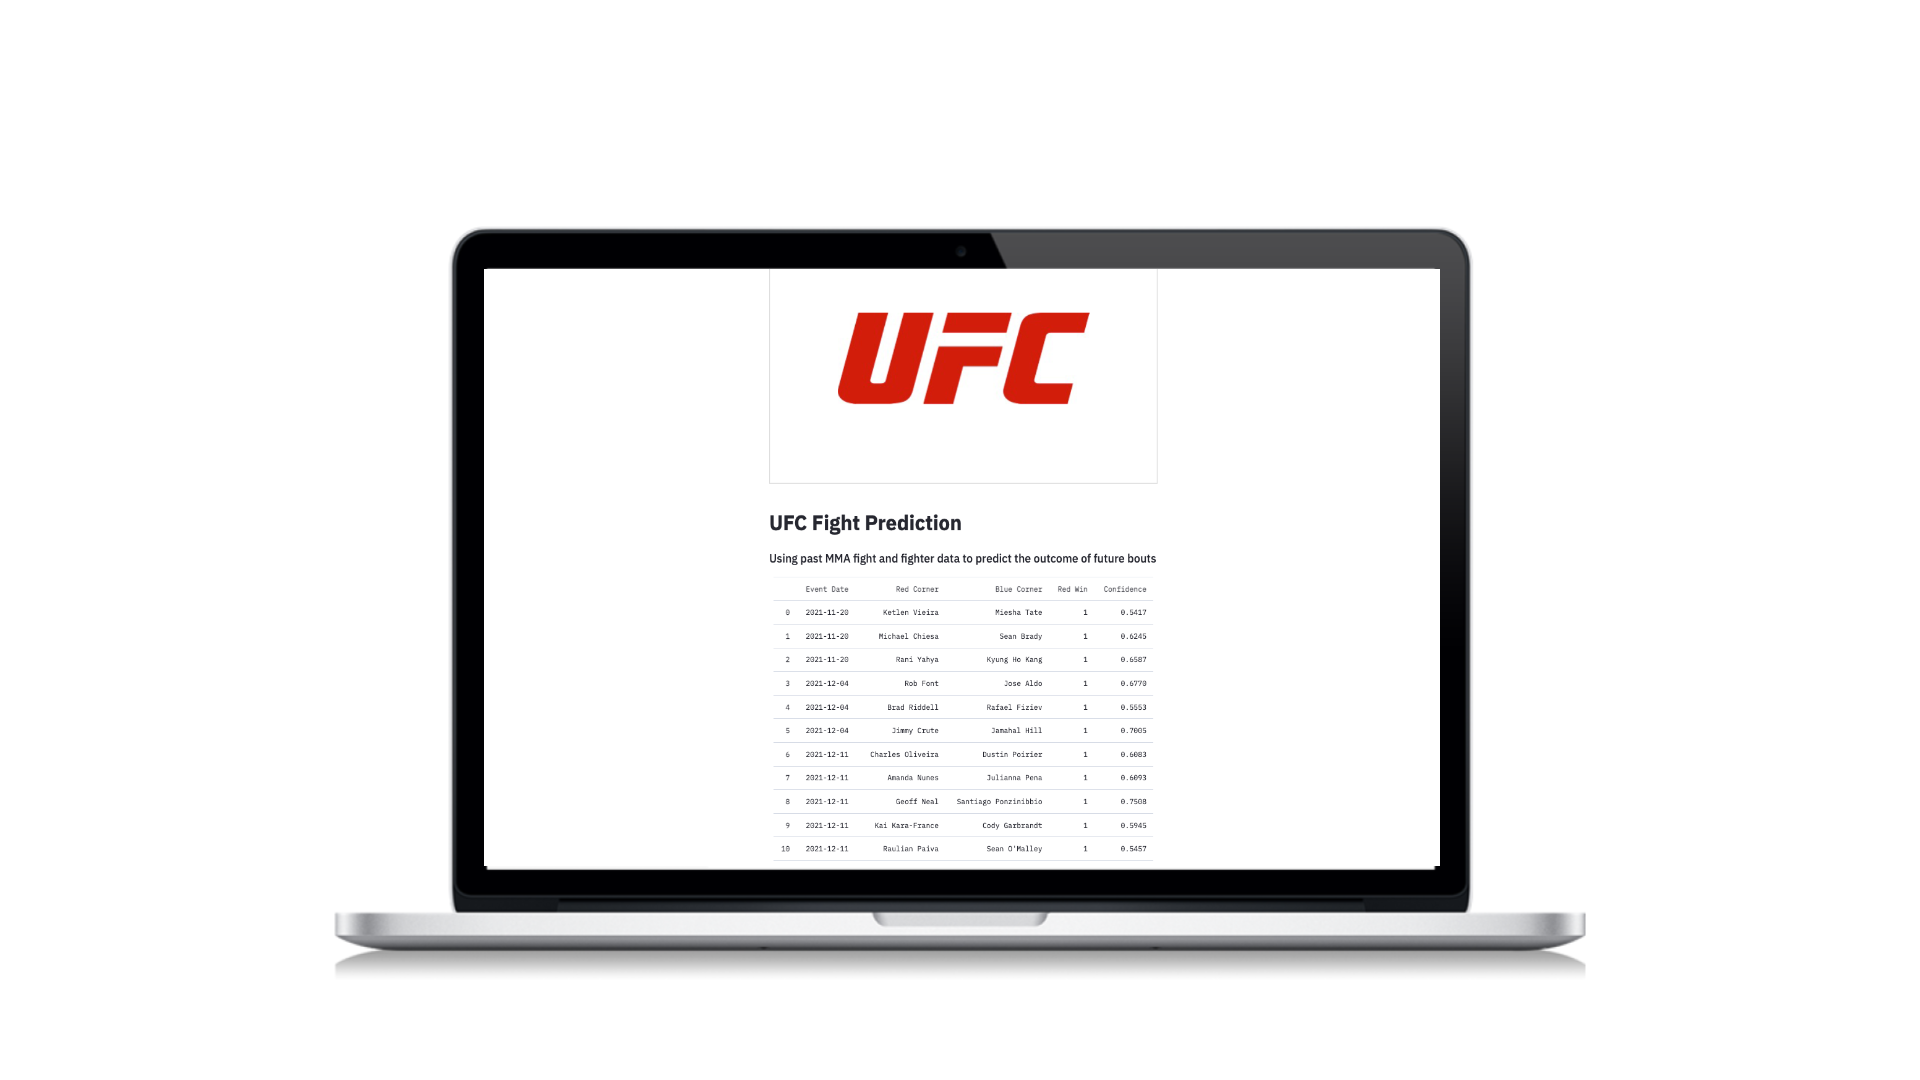 UFC
UFC Fight Prediction
Using past MMA fight and fighter data to predict the outcome of future bouts
Event Date Red Corner Blue Corner Red Win Confidence
0 2021-11-20 Ketlen Vieira Miesha Tate 1 0.5417
1 2021-11-20 Michael Chiesa Sean Brady 1 0.6245
2 2021-11-20 Rani Yahya Kyung Ho Kang 1 0.6587
3 2021-12-04 Rob Font Jose Aldo 1 0.6770
4 2021-12-04 Brad Riddell Rafael Fiziev 1 0.5553
5 2021-12-04 Jimmy Crute Jamahal Hill 1 0.7005
6 2021-12-11 Charles Oliveira Dustin Poirier 1 0.6083
7 2021-12-11 Amanda Nunes Julianna Pena 1 0.6093
8 2021-12-11 Geoff Neal Santiago Ponzinibbio 1 0.7508
9 2021-12-11 Kai Kara-France Cody Garbrandt 1 0.5945
10 2021-12-11 Raulian Paiva Sean O'Malley 1 0.5457